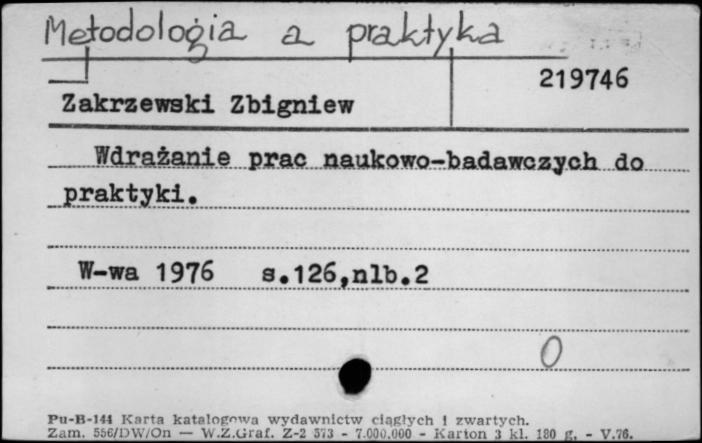 Metodologia a praktyka
219746
Zakrzewski Zbigniew
Wdrażanie prac naukowo-badawczych do
praktyki.
W-wa 1976 s.126,nlb.2
0
Pu-B-144 Karta katalogowa wydawnictw ciągłych i zwartych.
Zam. 556/DW/On — W.Z.Graf. Z-2 573 - 7.000.000 - Karton 3 kl. 180 g. - V.76.